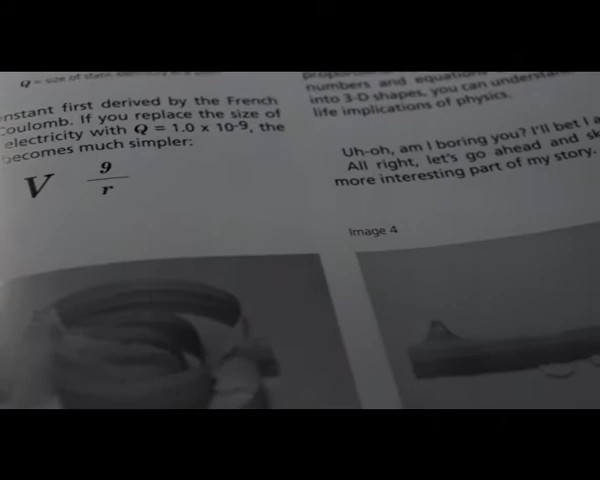 Q = size of static
nstant first derived by the French
Coulomb. If you replace the size of
electricity with Q = 1.0 x 10-9, the
becomes much simpler:
V 9
r
numbers and equations
into 3-D shapes, you can understan
life implications of physics.
Uh-oh, am I boring you? I'll bet I a
All right, let's go ahead and sk
more interesting part of my story.
Image 4